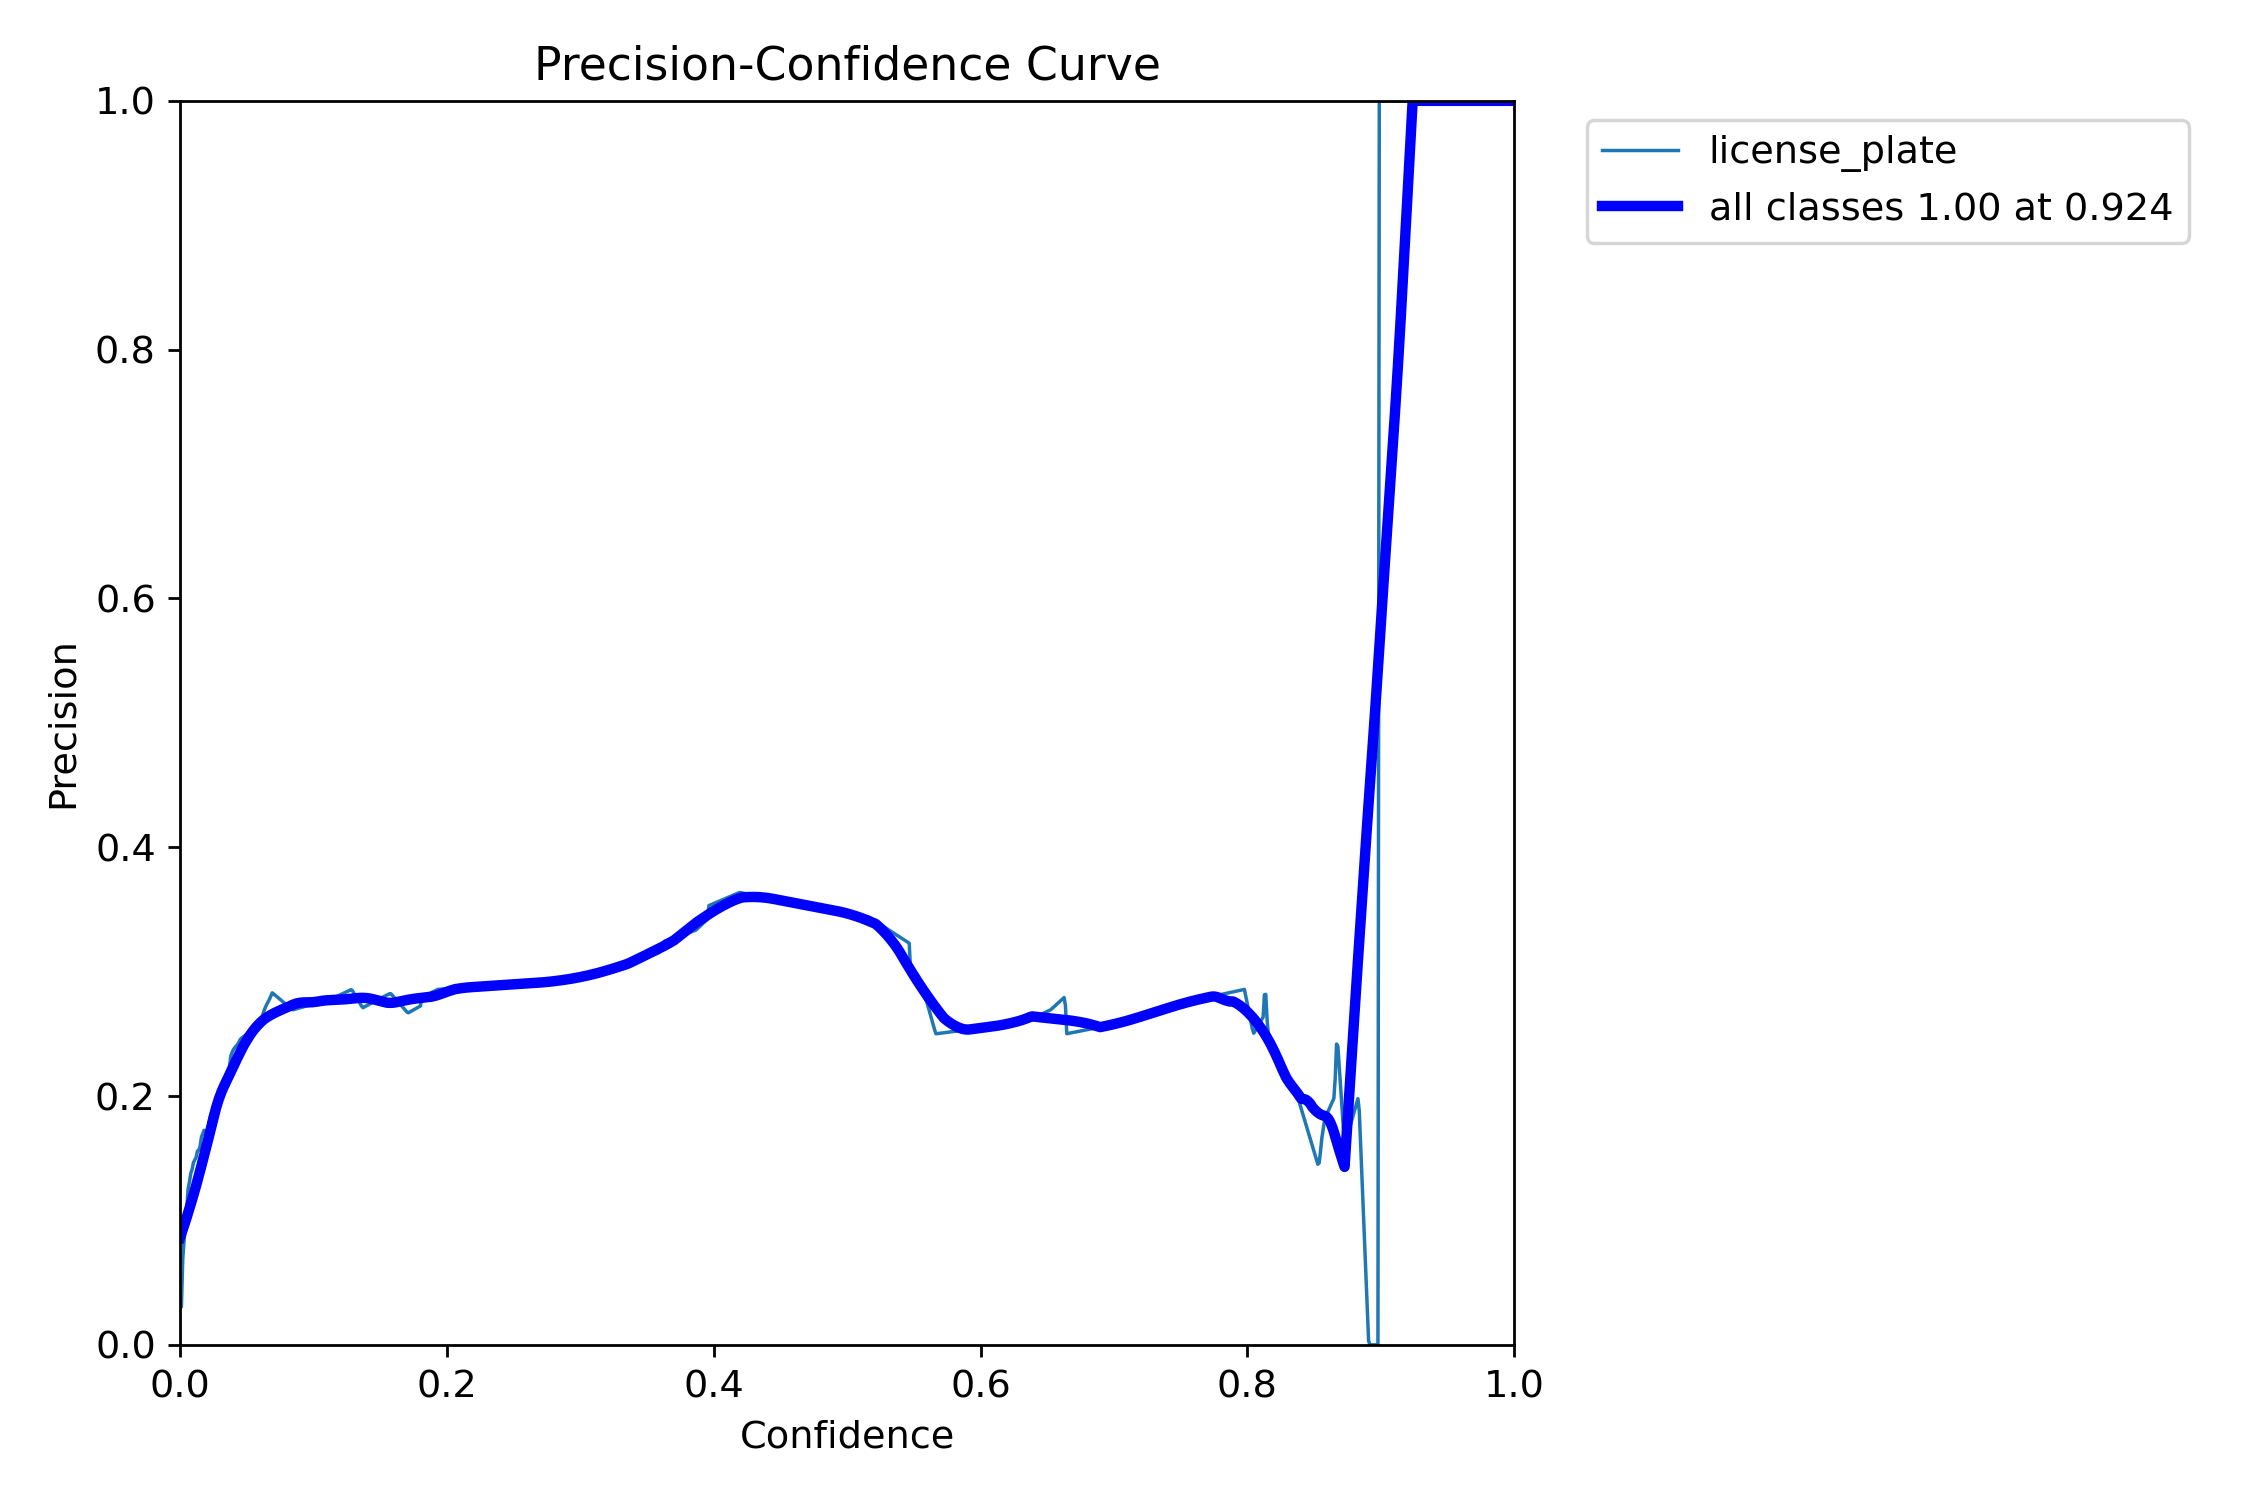 Precision-Confidence Curve
1.0
0.8
0.6
0.4
0.2
0.0
Precision
0.0 0.2 0.4 0.6 0.8 1.0
Confidence
license_plate
all classes 1.00 at 0.924